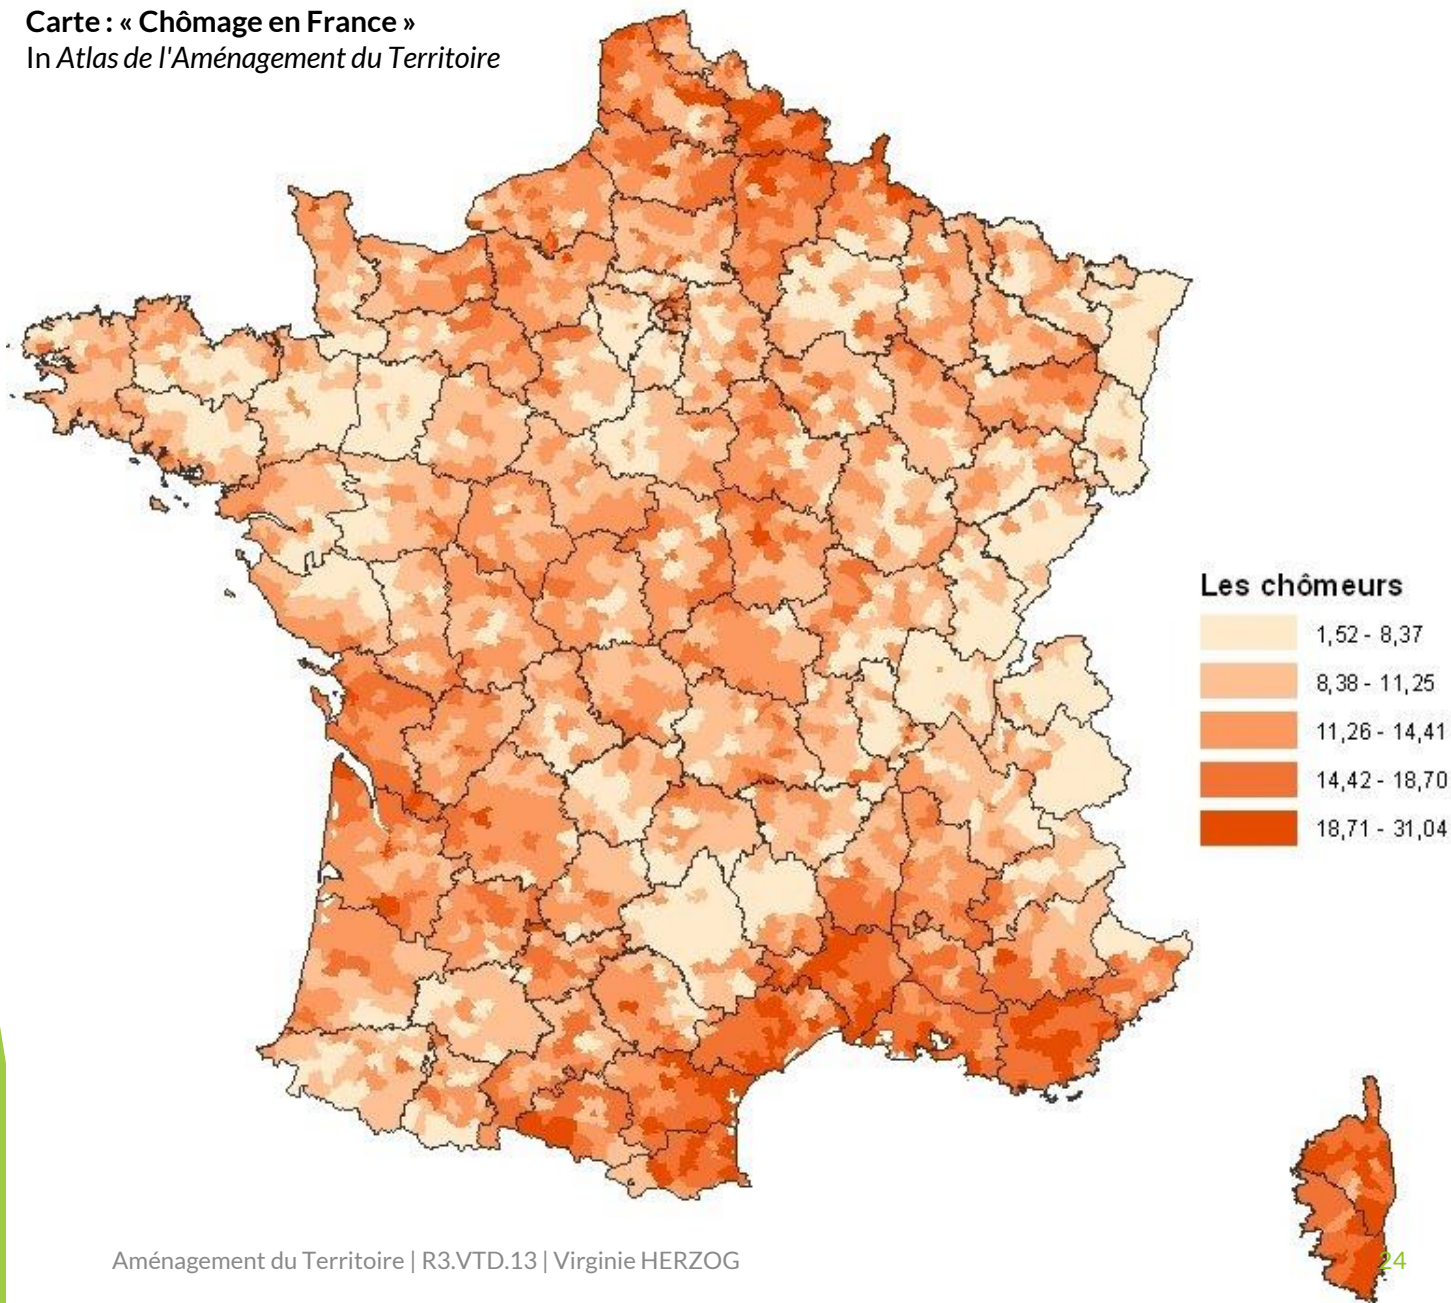 Carte : « Chômage en France »
In Atlas de l'Aménagement du Territoire
Les chômeurs
1,52 - 8,37
8,38 - 11,25
11,26 - 14,41
14,42 - 18,70
18,71 - 31,04
Aménagement du Territoire | R3.VTD.13 | Virginie HERZOG
24